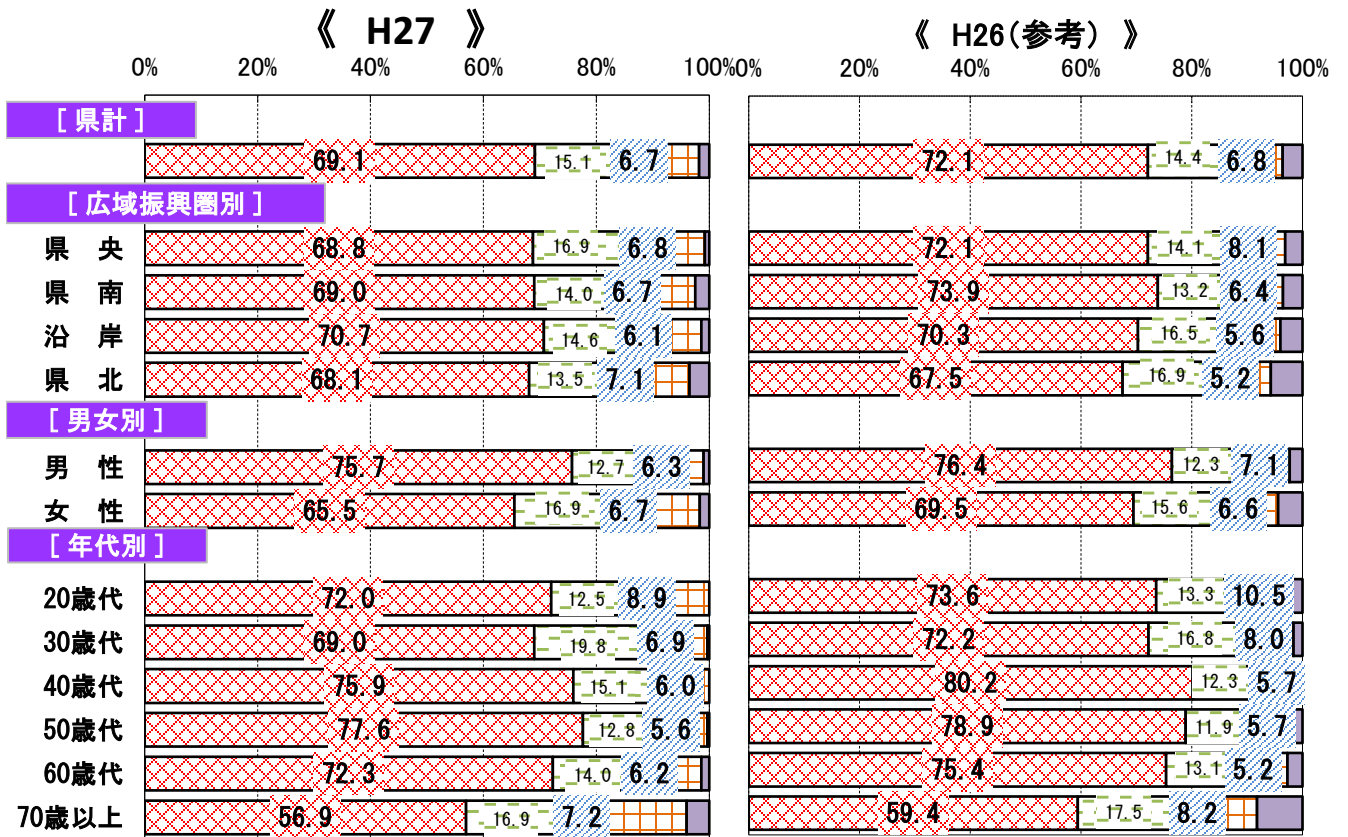 《 H27 》 《 H26(参考) 》
0% 20% 40% 60% 80% 100% 0% 20% 40% 60% 80% 100%
[ 県計 ]
69.1 15.1 6.7 72.1 14.4 6.8
[ 広域振興圏別 ]
県 央 68.8 16.9 6.8 72.1 14.1 8.1
県 南 69.0 14.0 6.7 73.9 13.2 6.4
沿 岸 70.7 14.6 6.1 70.3 16.5 5.6
県 北 68.1 13.5 7.1 67.5 16.9 5.2
[ 男女別 ]
男 性 75.7 12.7 6.3 76.4 12.3 7.1
女 性 65.5 16.9 6.7 69.5 15.6 6.6
[ 年代別 ]
20歳代 72.0 12.5 8.9 73.6 13.3 10.5
30歳代 69.0 19.8 6.9 72.2 16.8 8.0
40歳代 75.9 15.1 6.0 80.2 12.3 5.7
50歳代 77.6 12.8 5.6 78.9 11.9 5.7
60歳代 72.3 14.0 6.2 75.4 13.1 5.2
70歳以上 56.9 16.9 7.2 59.4 17.5 8.2